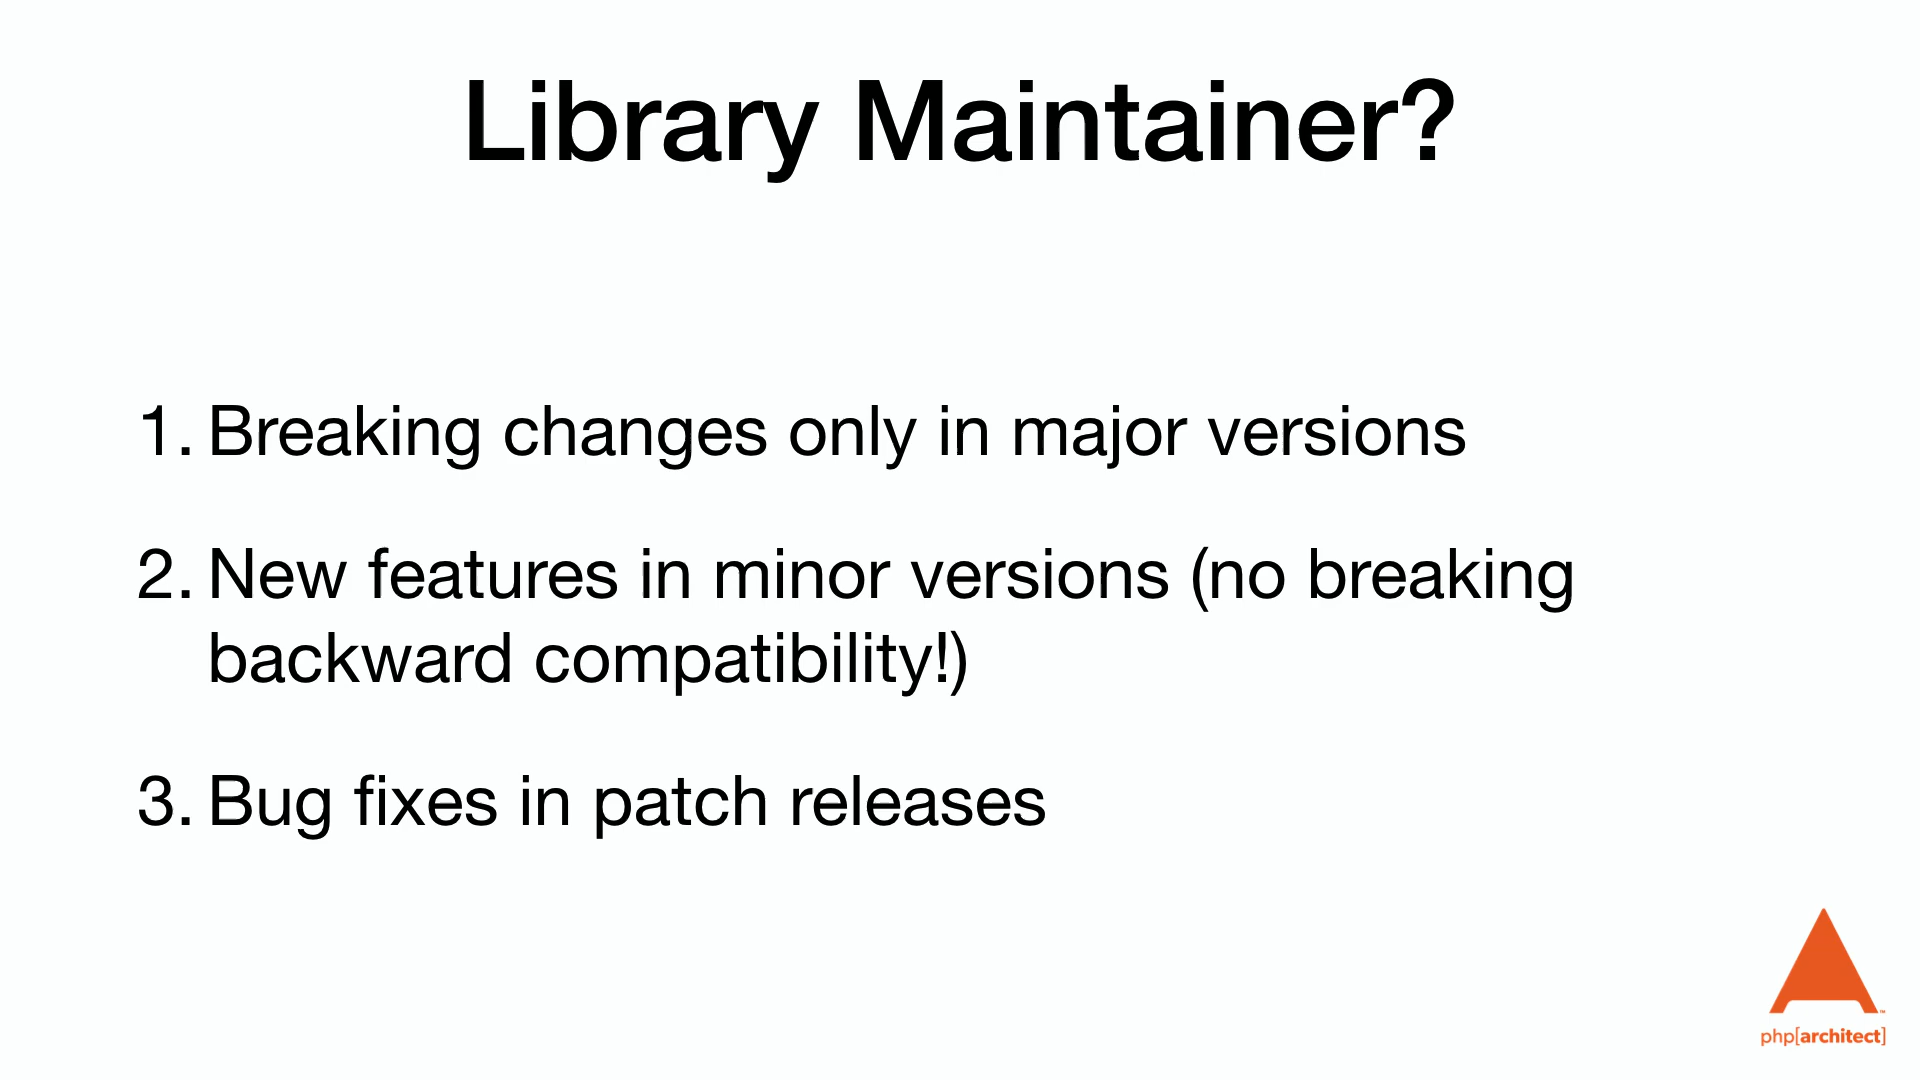 Library Maintainer?
1. Breaking changes only in major versions
2. New features in minor versions (no breaking
backward compatibility!)
3. Bug fixes in patch releases
php[architect]